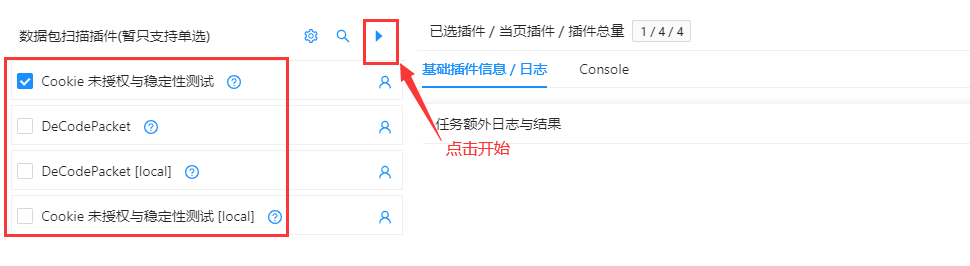 数据包扫描插件(暂只支持单选)
已选插件 / 当页插件 / 插件总量 1 / 4 / 4
基础插件信息 / 日志 Console
Cookie 未授权与稳定性测试 ?
DeCodePacket ?
任务额外日志与结果
点击开始
DeCodePacket [local] ?
Cookie 未授权与稳定性测试 [local] ?